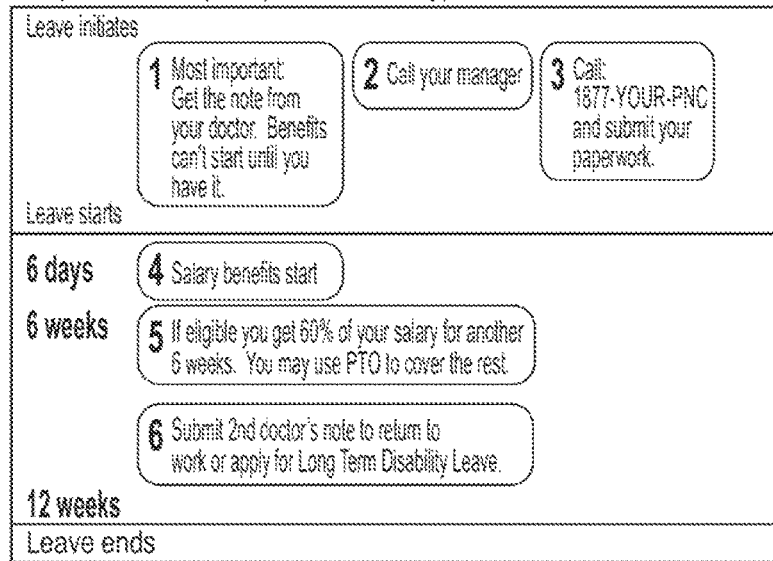 Leave initiates
1 Most important:
Get the note from
your doctor. Benefits
can't start until you
have it.
2 Call your manager
3 Call:
1877-YOUR-PNC
and submit your
paperwork.
Leave starts
6 days
4 Salary benefits start
6 weeks
5 If eligible you get 60% of your salary for another
6 weeks. You may use PTO to cover the rest.
6 Submit 2nd doctor's note to return to
work or apply for Long Term Disability Leave.
12 weeks
Leave ends